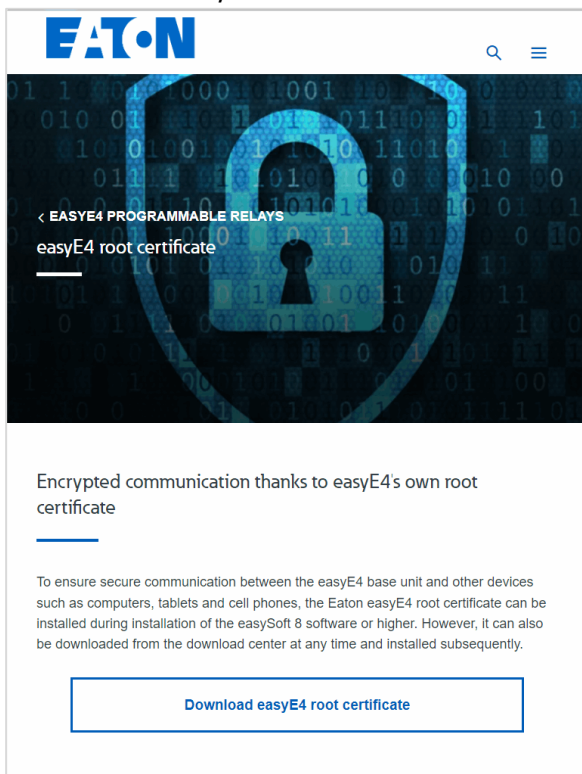 EATON
< EASYE4 PROGRAMMABLE RELAYS
easyE4 root certificate
Encrypted communication thanks to easyE4's own root
certificate
To ensure secure communication between the easyE4 base unit and other devices
such as computers, tablets and cell phones, the Eaton easyE4 root certificate can be
installed during installation of the easySoft 8 software or higher. However, it can also
be downloaded from the download center at any time and installed subsequently.
Download easyE4 root certificate